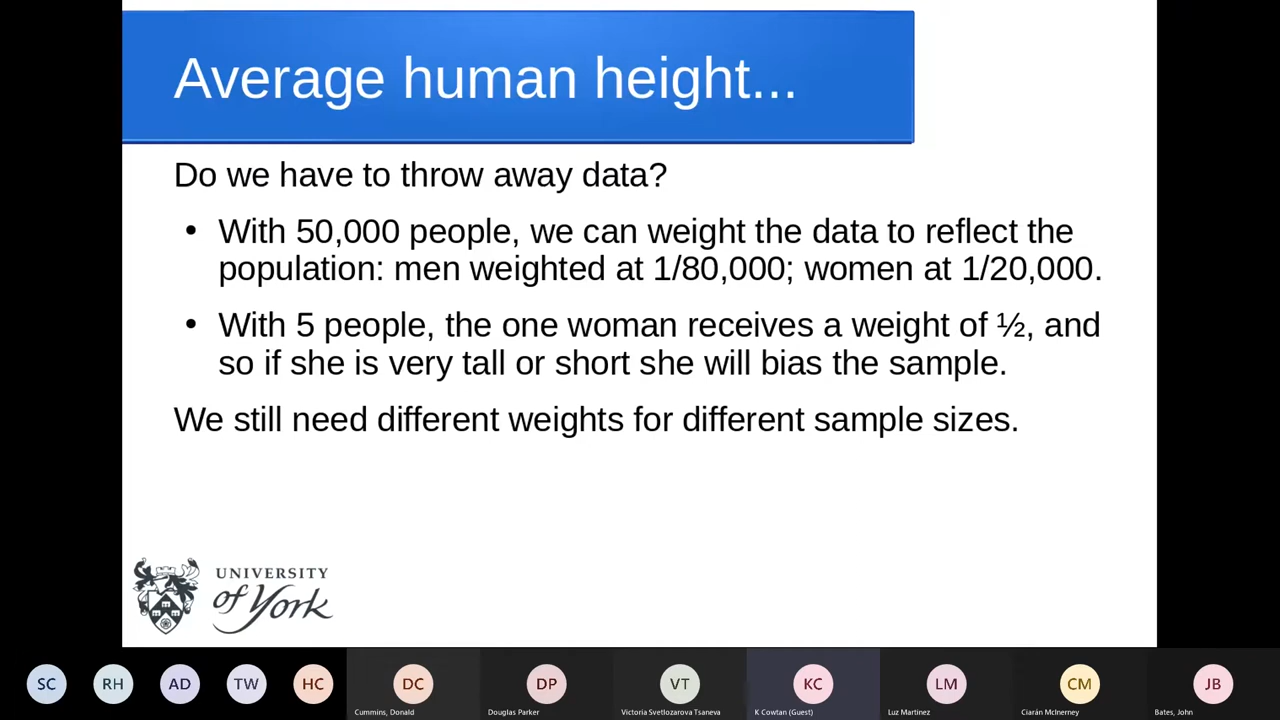 Average human height...
Do we have to throw away data?
• With 50,000 people, we can weight the data to reflect the
population: men weighted at 1/80,000; women at 1/20,000.
• With 5 people, the one woman receives a weight of ½, and
so if she is very tall or short she will bias the sample.
We still need different weights for different sample sizes.
UNIVERSITY
of York
SC RH AD TW HC DC DP VT KC LM CM JB
Cummins, Donald Douglas Parker Victoria Svetlozarova Tsaneva K Cowtan (Guest) Luz Martinez Ciarán McInerney Bates, John